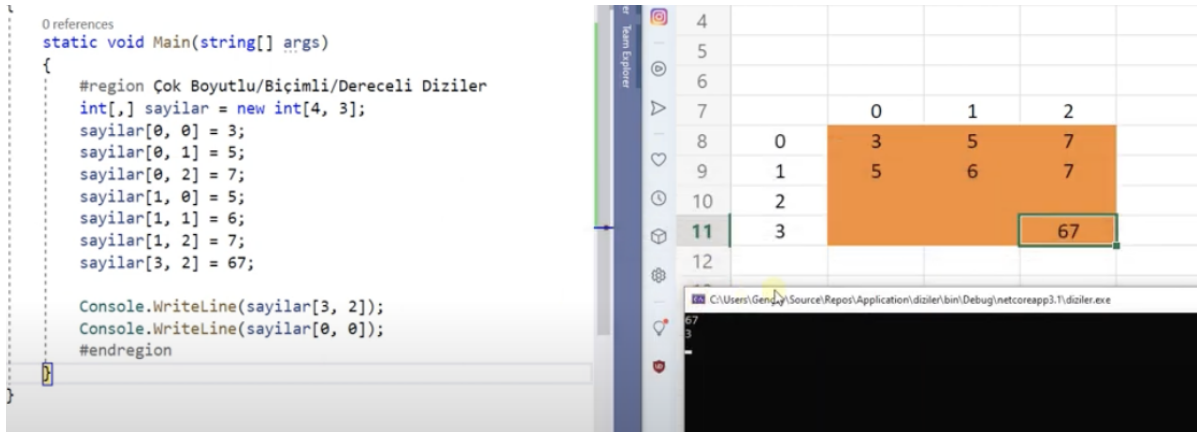 0 references
static void Main(string[] args)
{
#region Çok Boyutlu/Biçimli/Dereceli Diziler
int[,] sayilar = new int[4, 3];
sayilar[0, 0] = 3;
sayilar[0, 1] = 5;
sayilar[0, 2] = 7;
sayilar[1, 0] = 5;
sayilar[1, 1] = 6;
sayilar[1, 2] = 7;
sayilar[3, 2] = 67;
Console.WriteLine(sayilar[3, 2]);
Console.WriteLine(sayilar[0, 0]);
#endregion
}
}
Team Explorer
4
5
6
7 0 1 2
8 0 3 5 7
9 1 5 6 7
10 2
11 3 67
12
C:\Users\Gençay\Source\Repos\Application\diziler\bin\Debug\netcoreapp3.1\diziler.exe
67
3